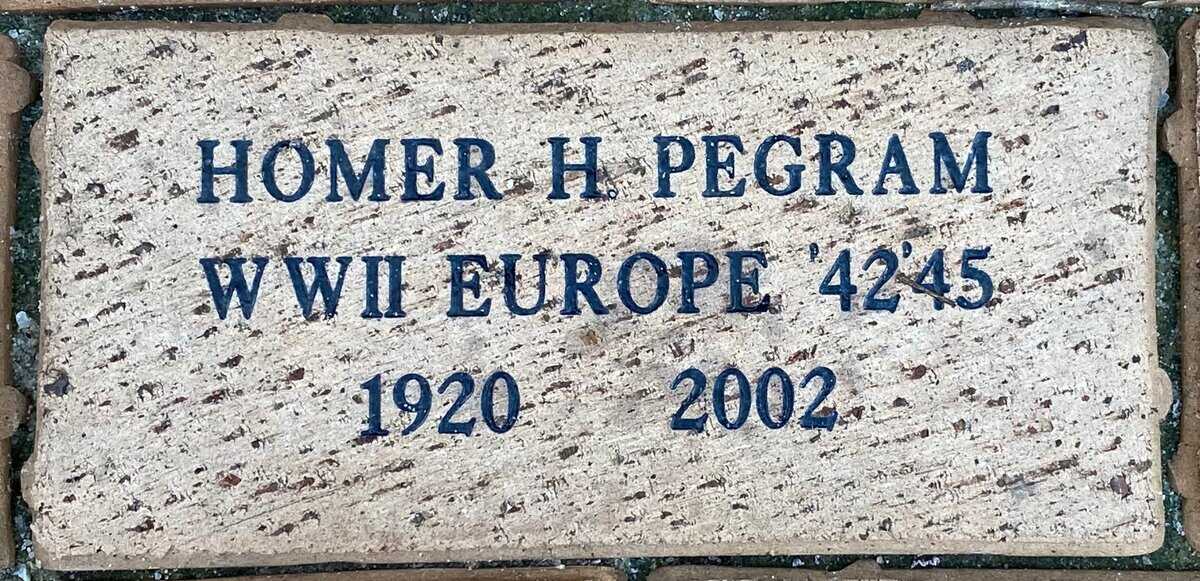 HOMER H. PEGRAM
WWII EUROPE '42'45
1920 2002